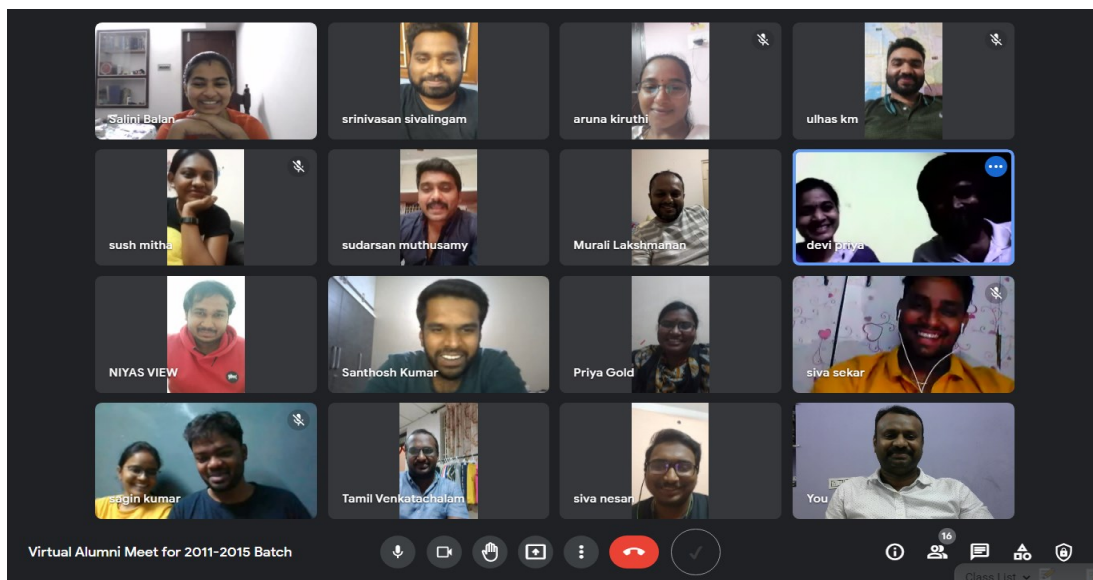 Salini Balan
srinivasan sivalingam
aruna kiruthi
ulhas km
sush mitha
sudarsan muthusamy
Murali Lakshmanan
devi priya
NIYAS VIEW
Santhosh Kumar
Priya Gold
siva sekar
sagin kumar
Tamil Venkatachalam
siva nesan
You
Virtual Alumni Meet for 2011-2015 Batch
16
Class List